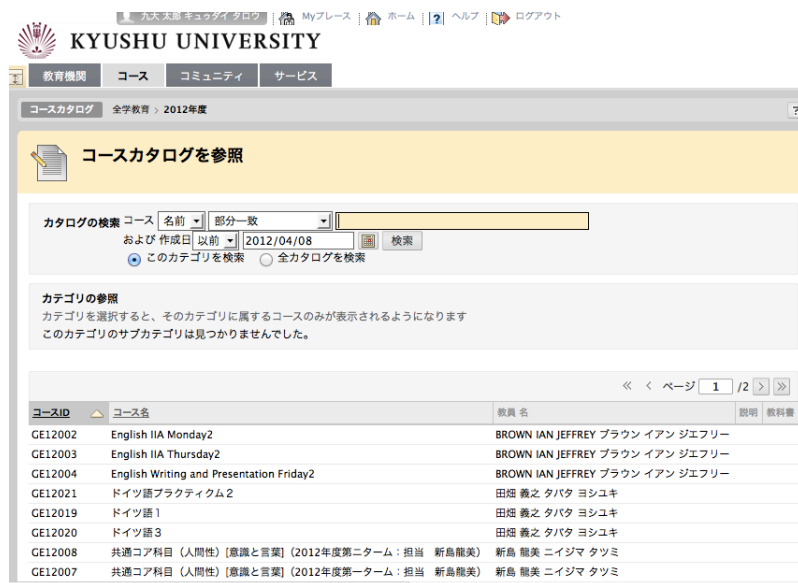 九大 太郎 キュウダイ タロウ Myプレース ホーム ? ヘルプ ログアウト
KYUSHU UNIVERSITY
教育機関 コース コミュニティ サービス
コースカタログ 全学教育 > 2012年度 ?
コースカタログを参照
カタログの検索 コース 名前 部分一致
および 作成日 以前 2012/04/08 検索
このカテゴリを検索 全カタログを検索
カテゴリの参照
カテゴリを選択すると、そのカテゴリに属するコースのみが表示されるようになります
このカテゴリのサブカテゴリは見つかりませんでした。
≪ < ページ 1 /2 > ≫
コースID コース名 教員 名 説明 教科書
GE12002 English IIA Monday2 BROWN IAN JEFFREY ブラウン イアン ジエフリー
GE12003 English IIA Thursday2 BROWN IAN JEFFREY ブラウン イアン ジエフリー
GE12004 English Writing and Presentation Friday2 BROWN IAN JEFFREY ブラウン イアン ジエフリー
GE12021 ドイツ語プラクティクム2 田畑 義之 タバタ ヨシユキ
GE12019 ドイツ語1 田畑 義之 タバタ ヨシユキ
GE12020 ドイツ語3 田畑 義之 タバタ ヨシユキ
GE12008 共通コア科目（人間性）[意識と言葉]（2012年度第二ターム：担当 新島龍美） 新島 龍美 ニイジマ タツミ
GE12007 共通コア科目（人間性）[意識と言葉]（2012年度第一ターム：担当 新島龍美） 新島 龍美 ニイジマ タツミ